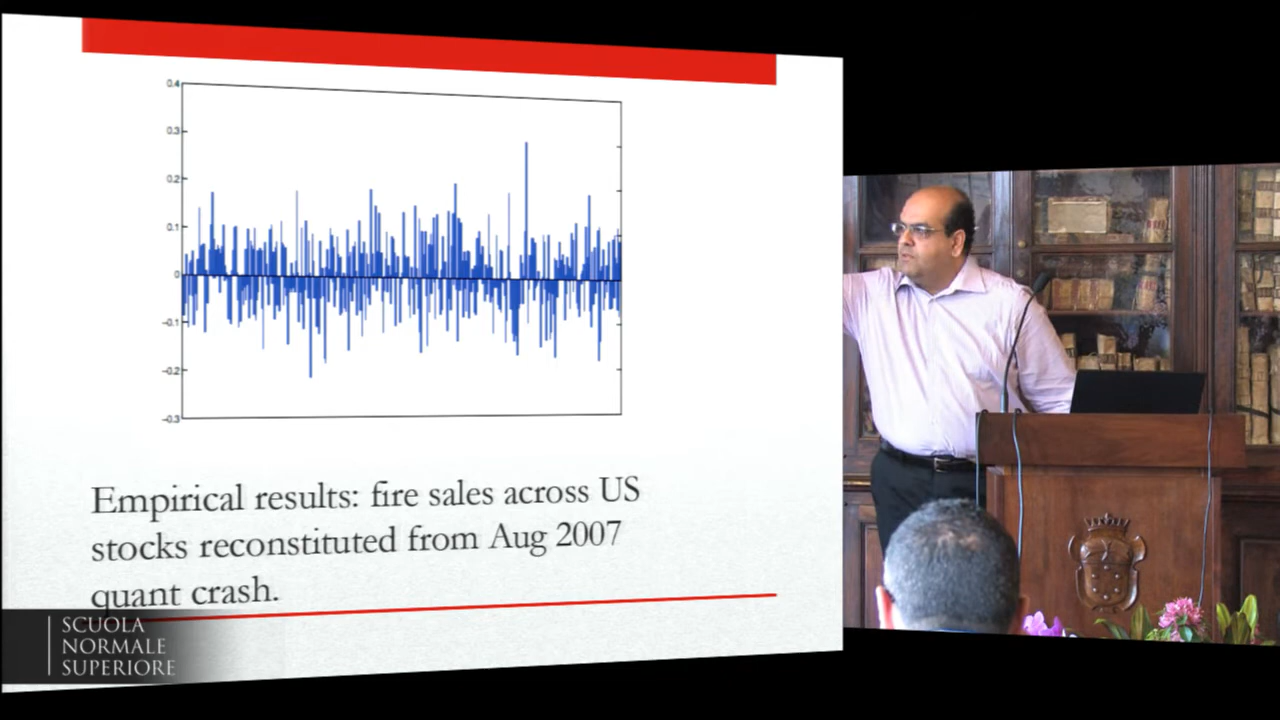 0.4
0.3
0.2
0.1
0
-0.1
-0.2
-0.3
Empirical results: fire sales across US
stocks reconstituted from Aug 2007
quant crash.
SCUOLA
NORMALE
SUPERIORE